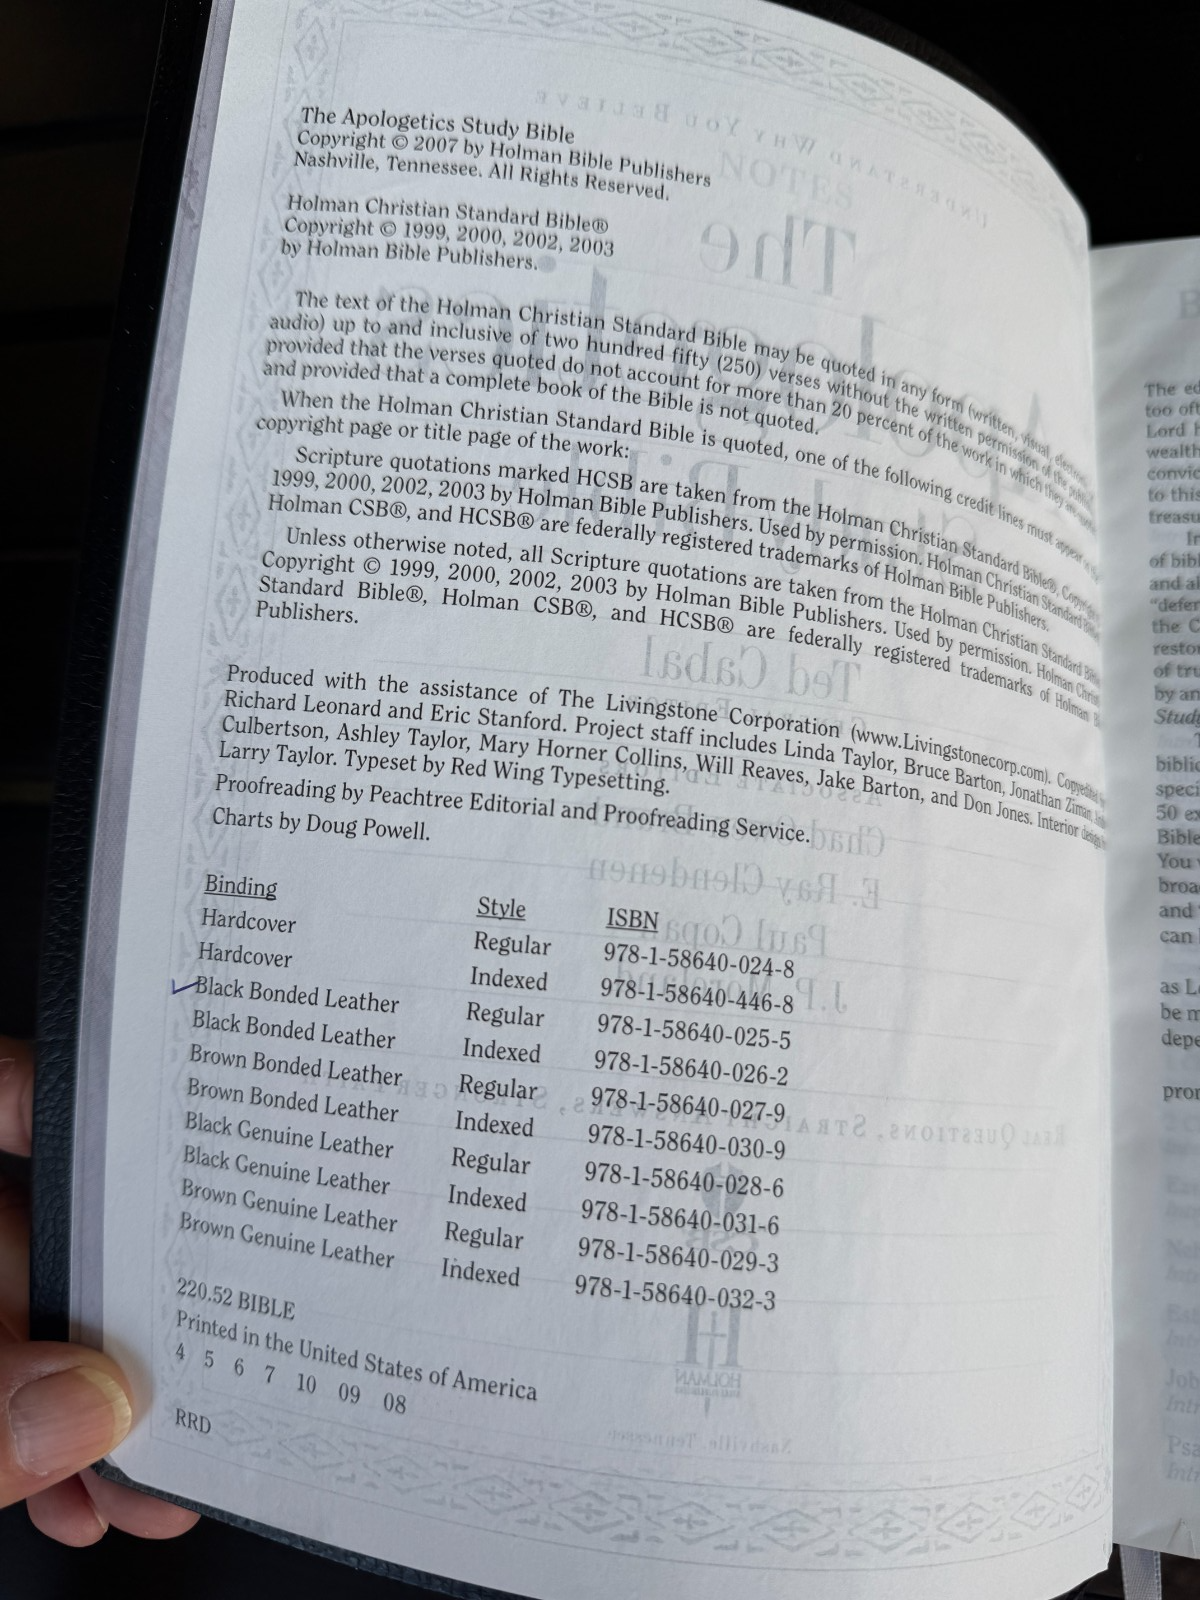 The Apologetics Study Bible
Copyright © 2007 by Holman Bible Publishers
Nashville, Tennessee. All Rights Reserved.
Holman Christian Standard Bible®
Copyright © 1999, 2000, 2002, 2003
by Holman Bible Publishers.
The text of the Holman Christian Standard Bible may be quoted in any form (written, visual,
audio) up to and inclusive of two hundred fifty (250) verses without the written permission of the
provided that the verses quoted do not account for more than 20 percent of the work in which they
and provided that a complete book of the Bible is not quoted.
When the Holman Christian Standard Bible is quoted, one of the following credit lines must appear
copyright page or title page of the work:
Scripture quotations marked HCSB are taken from the Holman Christian Standard Bible®,
1999, 2000, 2002, 2003 by Holman Bible Publishers. Used by permission. Holman Christian Standard
Holman CSB®, and HCSB® are federally registered trademarks of Holman Bible Publishers.
Unless otherwise noted, all Scripture quotations are taken from the Holman Christian Standard
Copyright © 1999, 2000, 2002, 2003 by Holman Bible Publishers. Used by permission. Holman
Standard Bible®, Holman CSB®, and HCSB® are federally registered trademarks of Holman
Publishers.
Produced with the assistance of The Livingstone Corporation (www.Livingstonecorp.com).
Richard Leonard and Eric Stanford. Project staff includes Linda Taylor, Bruce Barton, Jonathan
Culbertson, Ashley Taylor, Mary Horner Collins, Will Reaves, Jake Barton, and Don Jones. Interior design
Larry Taylor. Typeset by Red Wing Typesetting.
Proofreading by Peachtree Editorial and Proofreading Service.
Charts by Doug Powell.
Binding Style ISBN
Hardcover Regular 978-1-58640-024-8
Hardcover Indexed 978-1-58640-446-8
Black Bonded Leather Regular 978-1-58640-025-5
Black Bonded Leather Indexed 978-1-58640-026-2
Brown Bonded Leather Regular 978-1-58640-027-9
Brown Bonded Leather Indexed 978-1-58640-030-9
Black Genuine Leather Regular 978-1-58640-028-6
Black Genuine Leather Indexed 978-1-58640-031-6
Brown Genuine Leather Regular 978-1-58640-029-3
Brown Genuine Leather Indexed 978-1-58640-032-3
220.52 BIBLE
Printed in the United States of America
4 5 6 7 10 09 08
RRD
The
too
Lord
to this
of
and
the
of
by
50
Bible
You
and
can
as
be